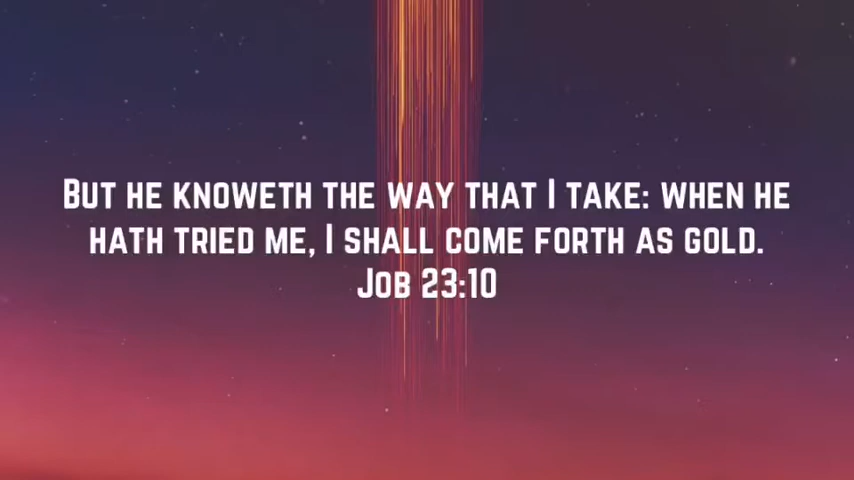 But he knoweth the way that I take: when he
hath tried me, I shall come forth as gold.
Job 23:10